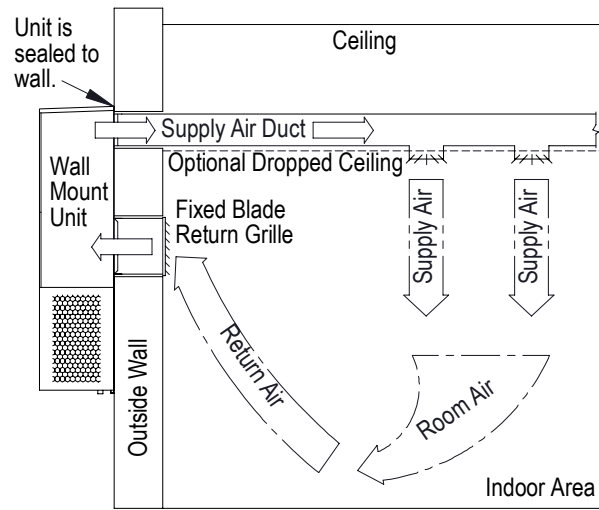 Unit is
sealed to
wall.
Ceiling
Supply Air Duct
Optional Dropped Ceiling
Wall
Mount
Unit
Fixed Blade
Return Grille
Supply Air
Supply Air
Return Air
Room Air
Outside Wall
Indoor Area